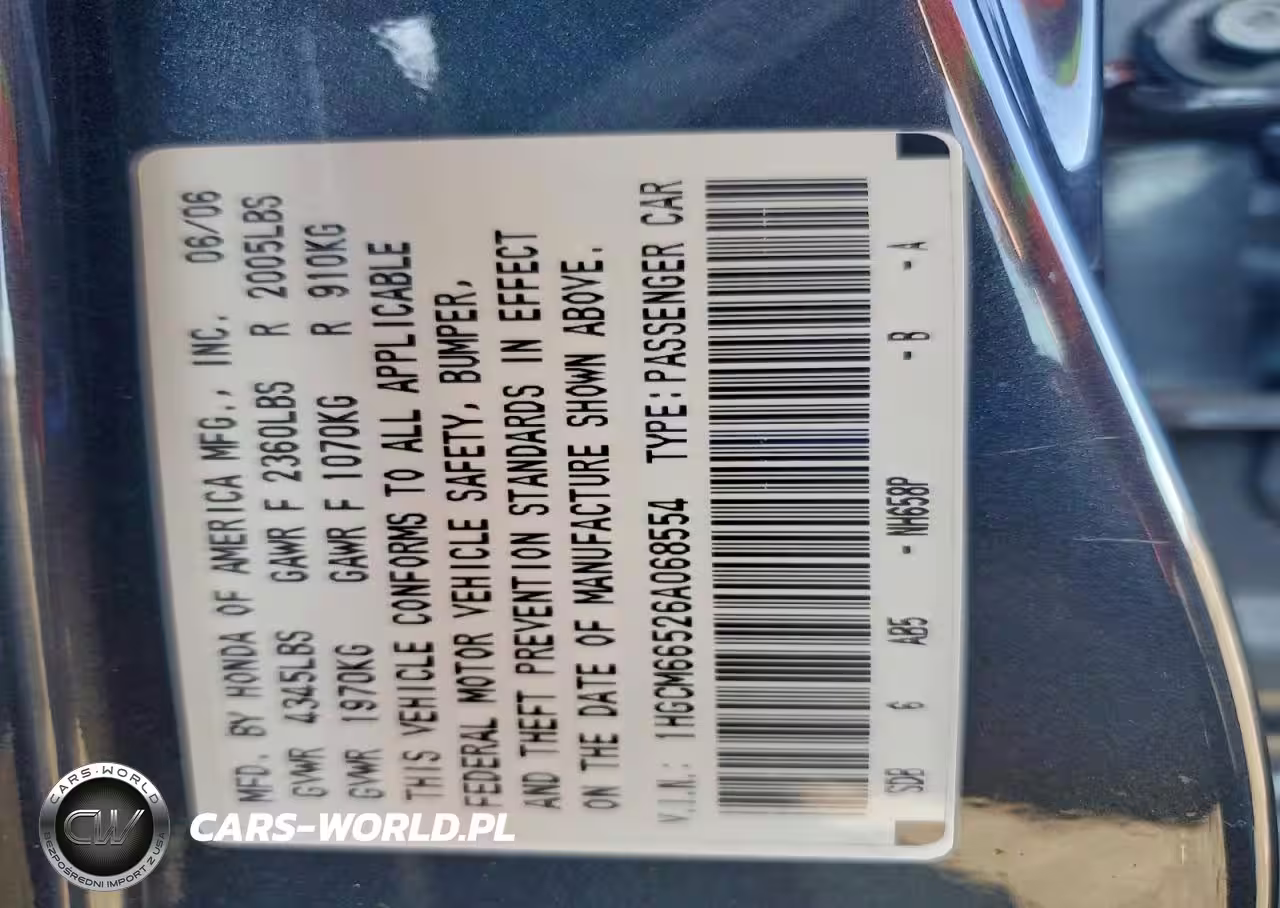 MFD. BY HONDA OF AMERICA MFG., INC. 06/06
GVWR 4345LBS GAWR F 2360LBS R 2005LBS
GVWR 1970KG GAWR F 1070KG R 910KG
THIS VEHICLE CONFORMS TO ALL APPLICABLE
FEDERAL MOTOR VEHICLE SAFETY, BUMPER,
AND THEFT PREVENTION STANDARDS IN EFFECT
ON THE DATE OF MANUFACTURE SHOWN ABOVE.
V.I.N.: 1HGCM66526A068554 TYPE:PASSENGER CAR
SDB 6 AB5 -NH658P -B -A
CARS-WORLD
CW
BEZPOŚREDNI IMPORT Z USA
CARS-WORLD.PL